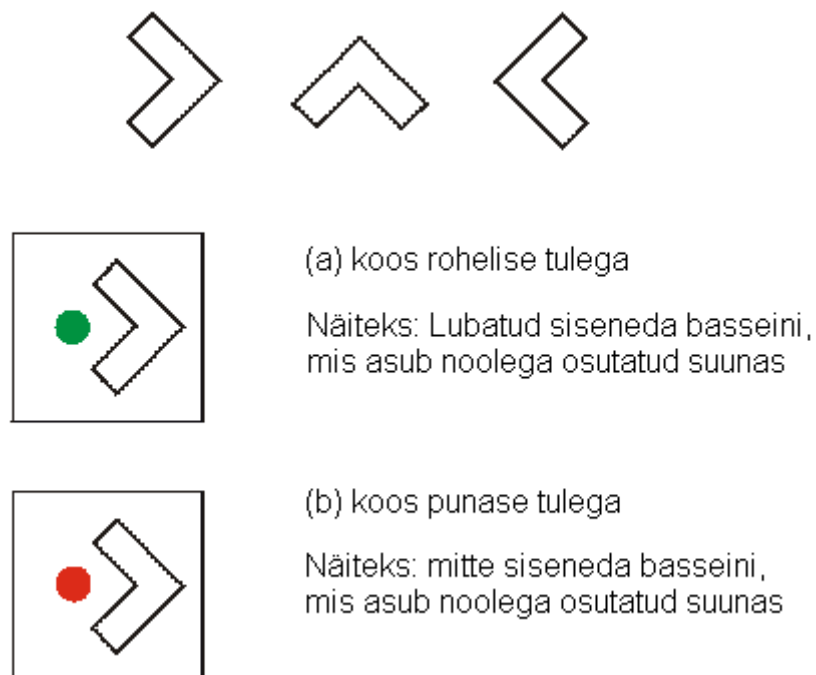 (a) koos rohelise tulega
Näiteks: Lubatud siseneda basseini,
mis asub noolega osutatud suunas
(b) koos punase tulega
Näiteks: mitte siseneda basseini,
mis asub noolega osutatud suunas